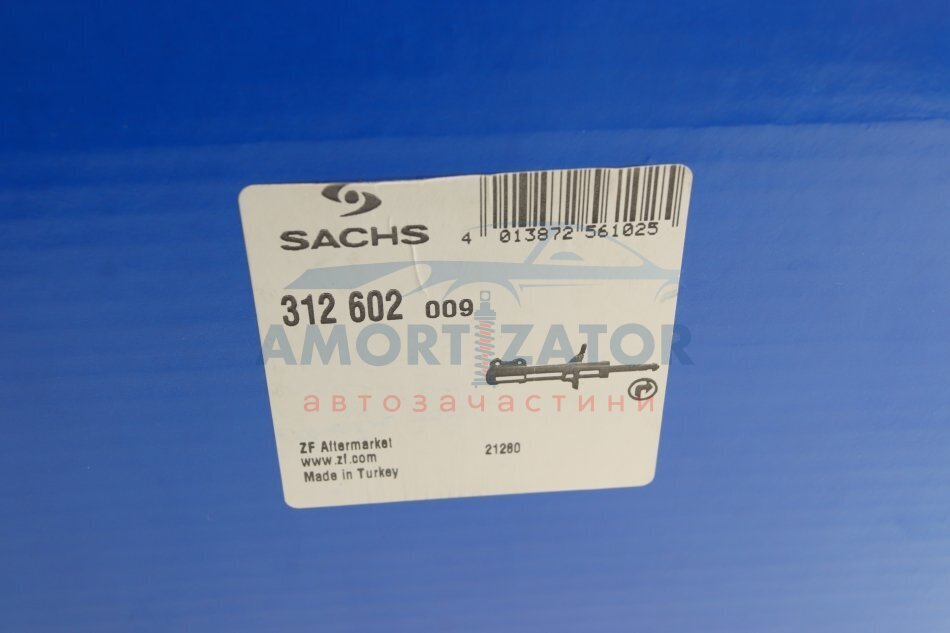 SACHS
4 013872 561025
312 602 009
AMORTIZATOR
автозачастини
ZF Aftermarket
www.zf.com
Made in Turkey
21280